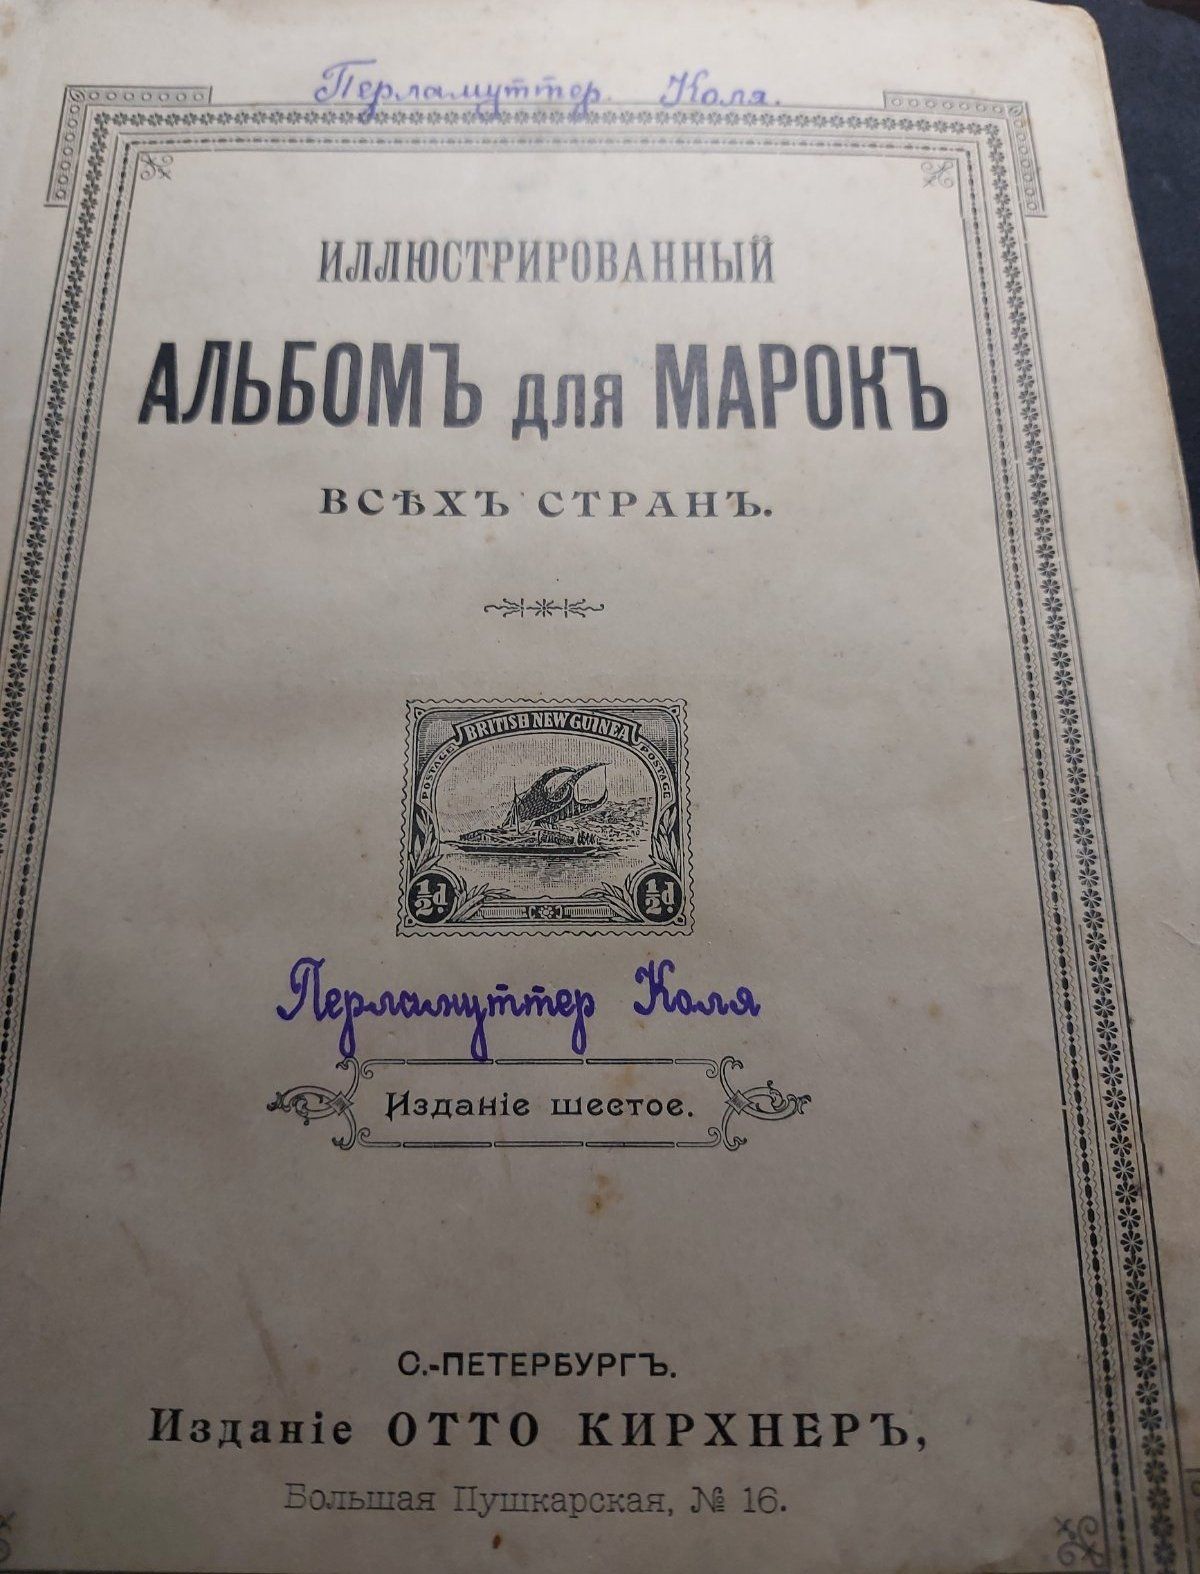 Перламуттер. Коля.
ИЛЛЮСТРИРОВАННЫЙ
АЛЬБОМЪ для МАРОКЪ
ВСѢХЪ СТРАНЪ.
BRITISH NEW GUINEA
POSTAGE POSTAGE
1/2d. 1/2d.
Перламуттер Коля
Изданіе шестое.
С.-ПЕТЕРБУРГЪ.
Изданіе ОТТО КИРХНЕРЪ,
Большая Пушкарская, № 16.